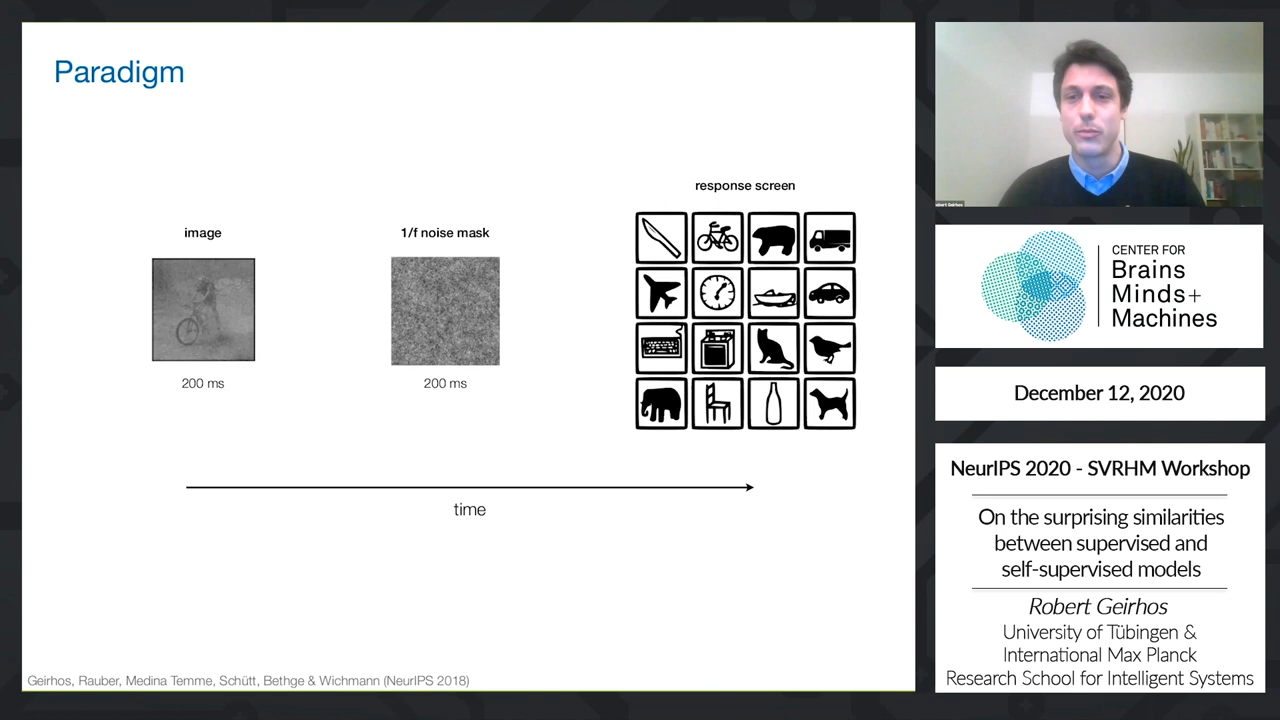 Paradigm
image
1/f noise mask
response screen
200 ms
200 ms
time
Geirhos, Rauber, Medina Temme, Schütt, Bethge & Wichmann (NeurIPS 2018)
Robert Geirhos
CENTER FOR
Brains
Minds+
Machines
December 12, 2020
NeurIPS 2020 - SVRHM Workshop
On the surprising similarities
between supervised and
self-supervised models
Robert Geirhos
University of Tübingen &
International Max Planck
Research School for Intelligent Systems